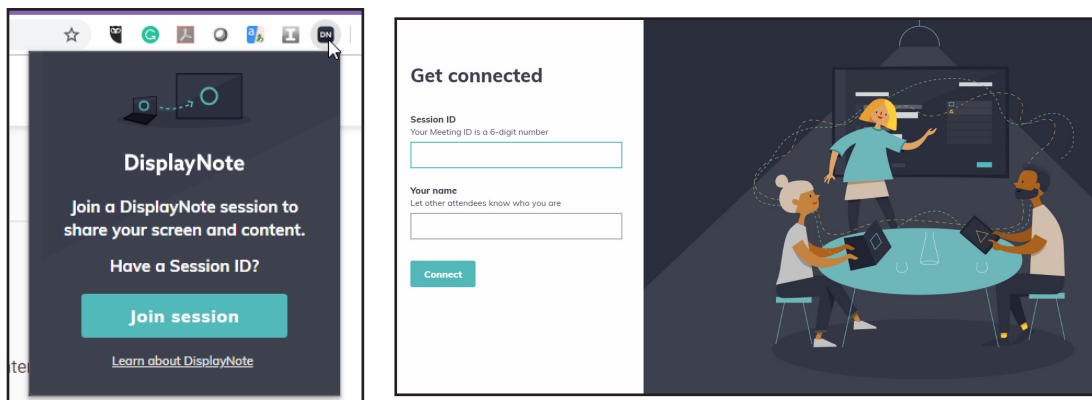 DN
DisplayNote
Join a DisplayNote session to
share your screen and content.
Have a Session ID?
Join session
Learn about DisplayNote
Get connected
Session ID
Your Meeting ID is a 6-digit number
Your name
Let other attendees know who you are
Connect